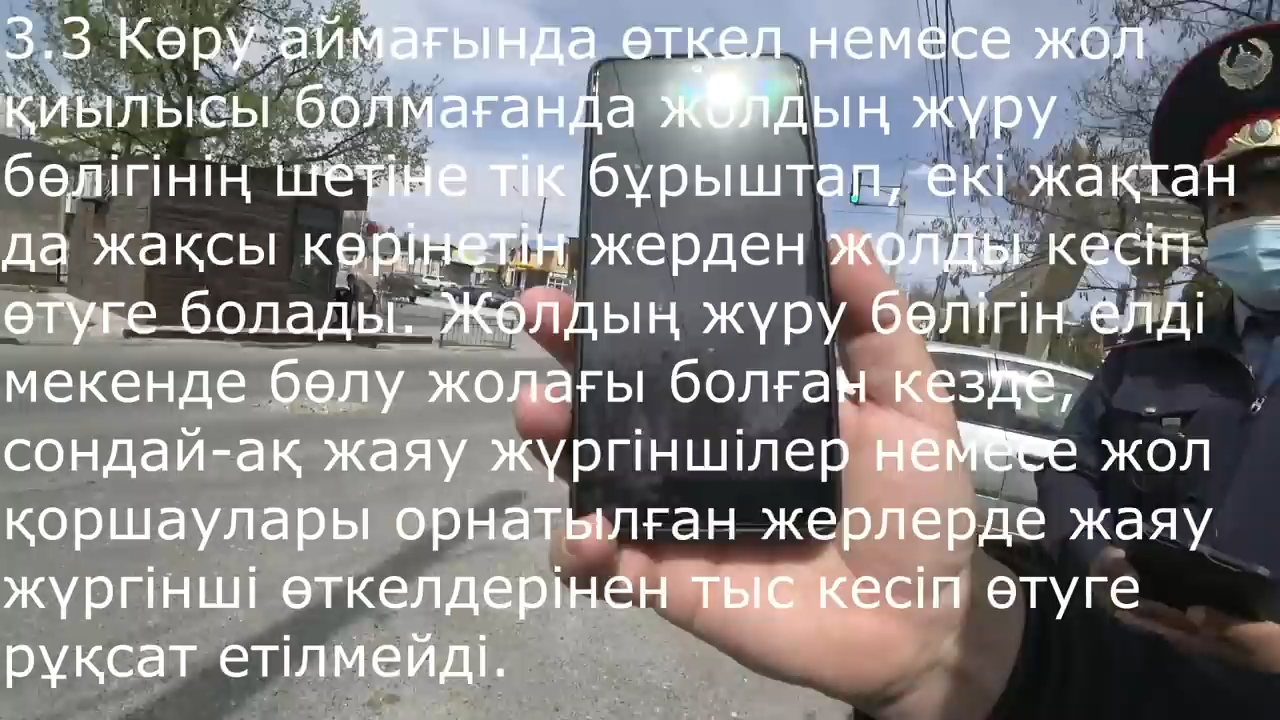 3.3 Көру аймағында өткел немесе жол
қиылысы болмағанда жолдың жүру
бөлігінің шетіне тік бұрыштап, екі жақтан
да жақсы көрінетін жерден жолды кесіп
өтуге болады. Жолдың жүру бөлігін елді
мекенде бөлу жолағы болған кезде,
сондай-ақ жаяу жүргіншілер немесе жол
қоршаулары орнатылған жерлерде жаяу
жүргінші өткелдерінен тыс кесіп өтуге
рұқсат етілмейді.